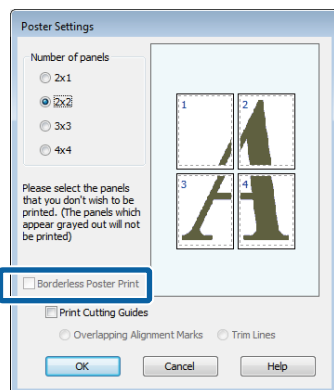 Poster Settings
Number of panels
2x1
2x2
3x3
4x4
1 2
3 4
Please select the panels
that you don't wish to be
printed. (The panels which
appear grayed out will not
be printed)
Borderless Poster Print
Print Cutting Guides
Overlapping Alignment Marks Trim Lines
OK Cancel Help